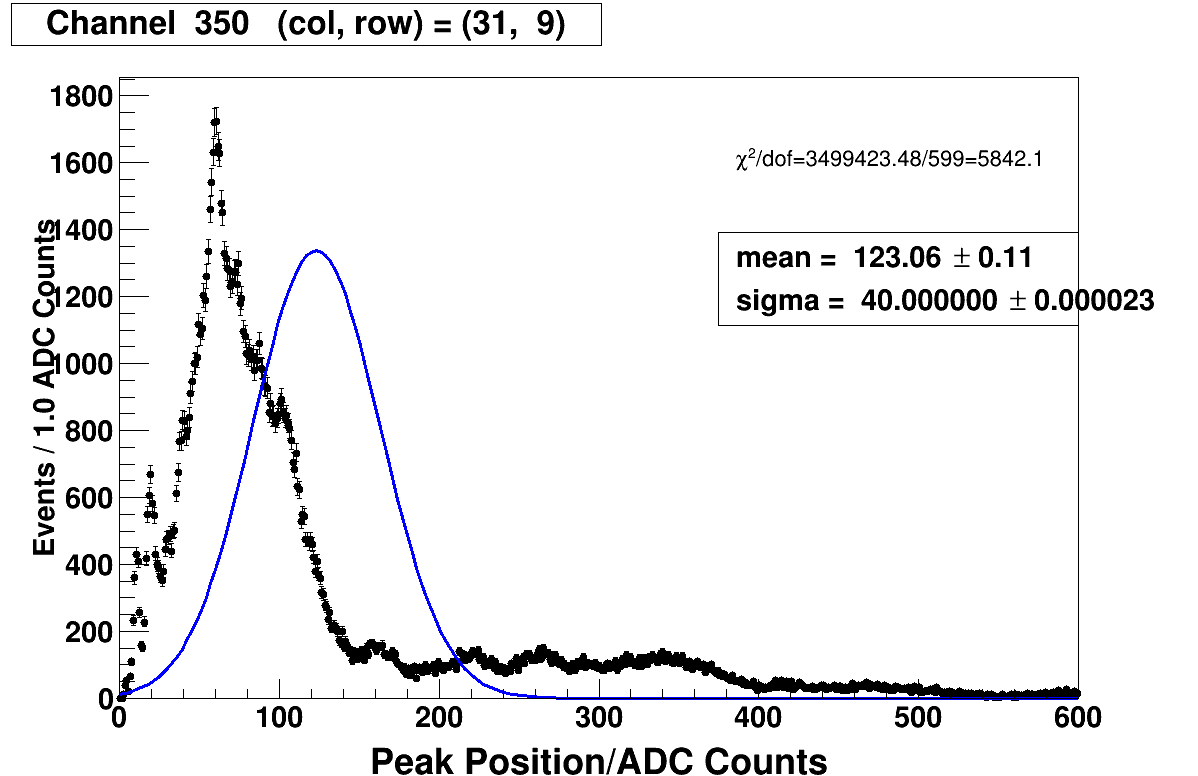 Channel 350 (col, row) = (31, 9)
χ²/dof=3499423.48/599=5842.1
mean = 123.06 ± 0.11
sigma = 40.000000 ± 0.000023
Events / 1.0 ADC Counts
1800
1600
1400
1200
1000
800
600
400
200
0
0 100 200 300 400 500 600
Peak Position/ADC Counts